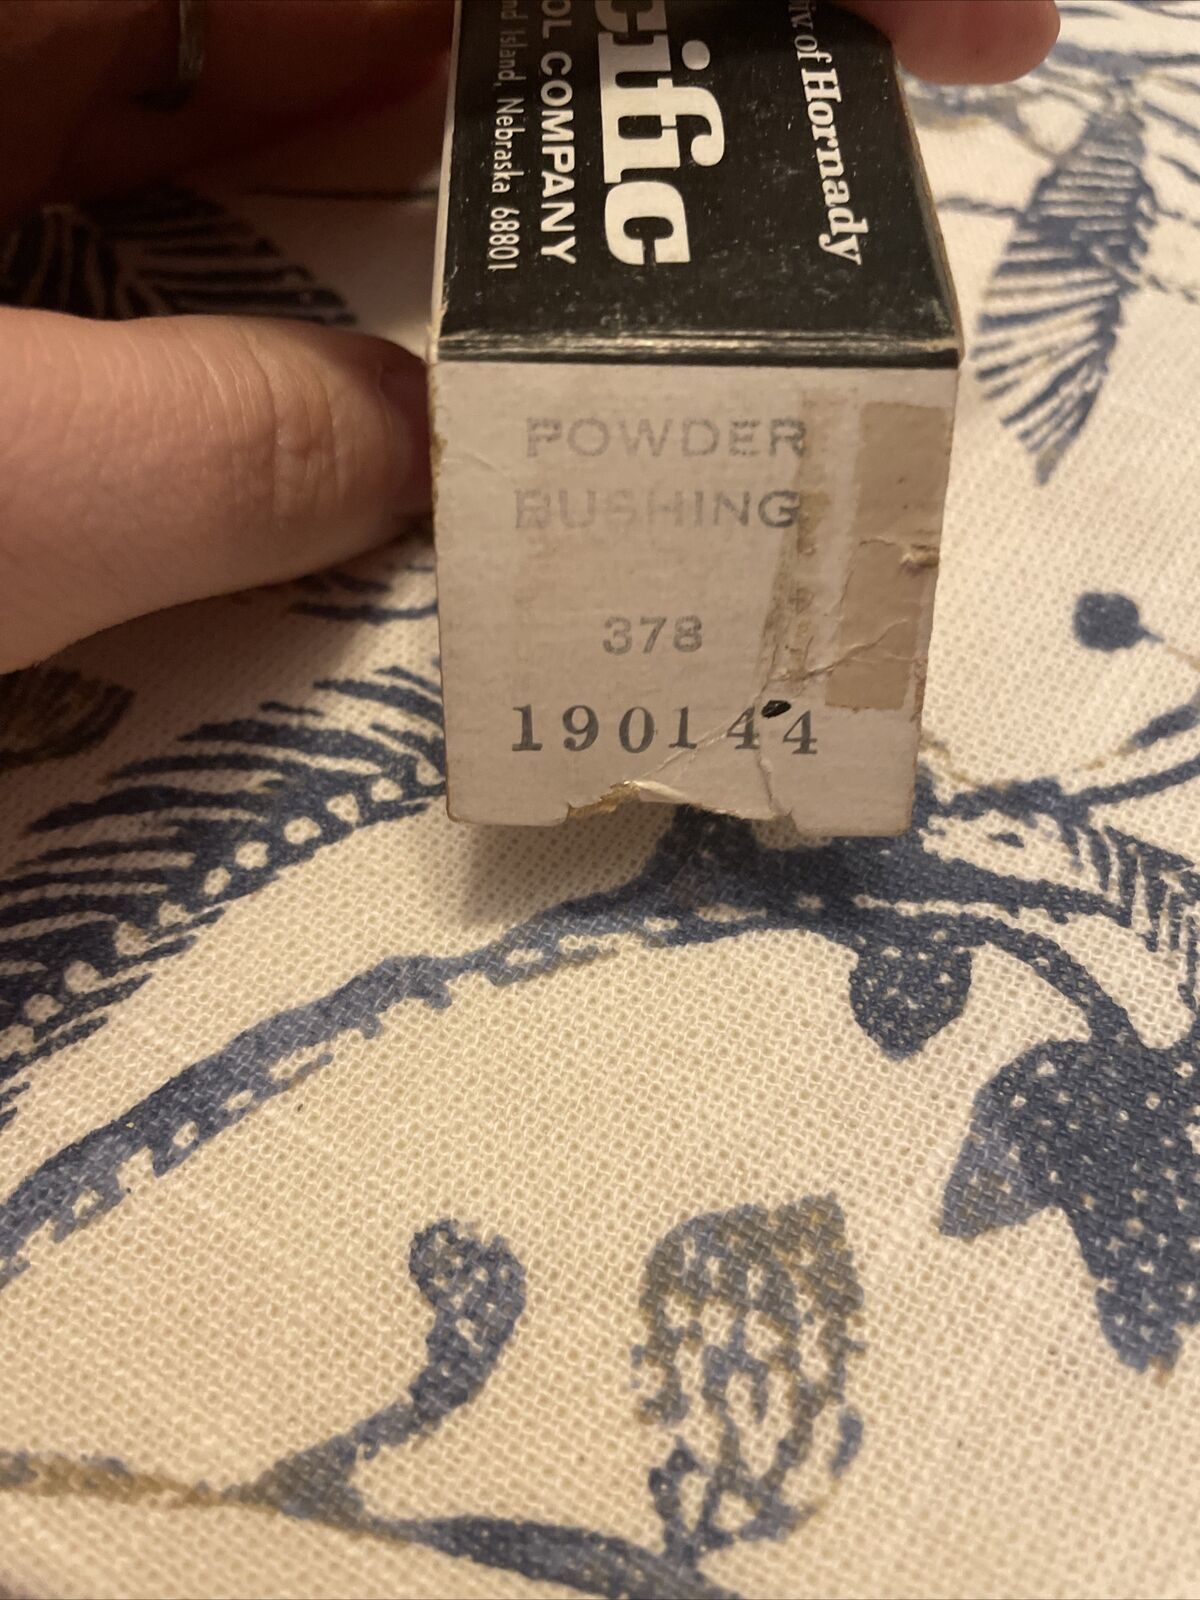 iv of Hornady
cific
OL COMPANY
nd Island, Nebraska 68801
POWDER
BUSHING
378
190144